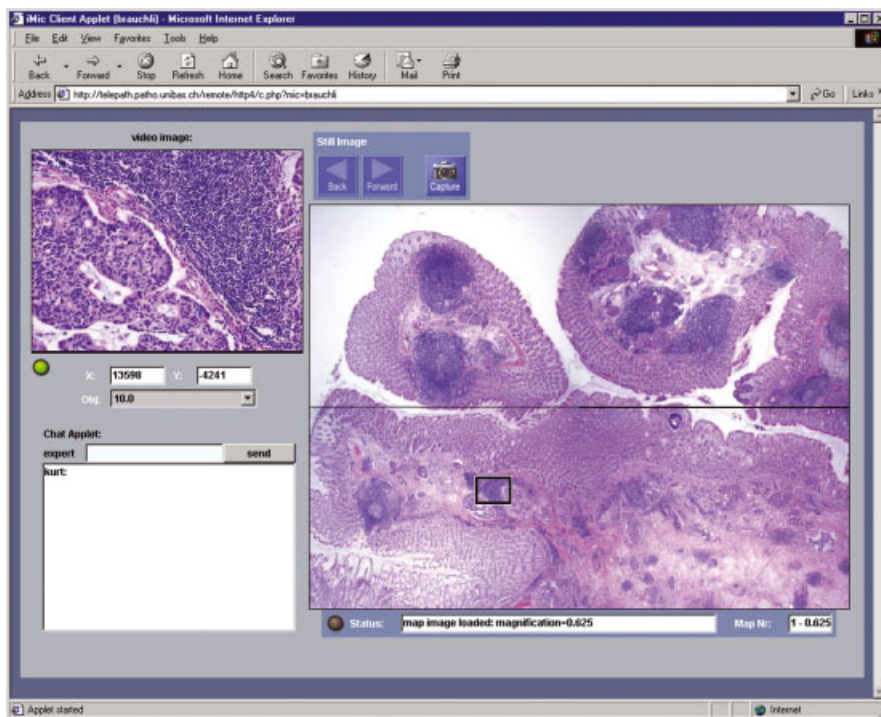 iMic Client Applet (brauchli) - Microsoft Internet Explorer
File Edit View Favorites Tools Help
Back Forward Stop Refresh Home Search Favorites History Mail Print
Address http://telepath.patho.unibas.ch/remote/http4/c.php?mic=brauchli Go Links
video image:
Still Image
Back Forward Capture
X: 13598 Y: -4241
Obj: 10.0
Chat Applet:
expert send
kurt:
Status: map image loaded: magnification=0.625 Map Nr: 1 - 0.625
Applet started Internet